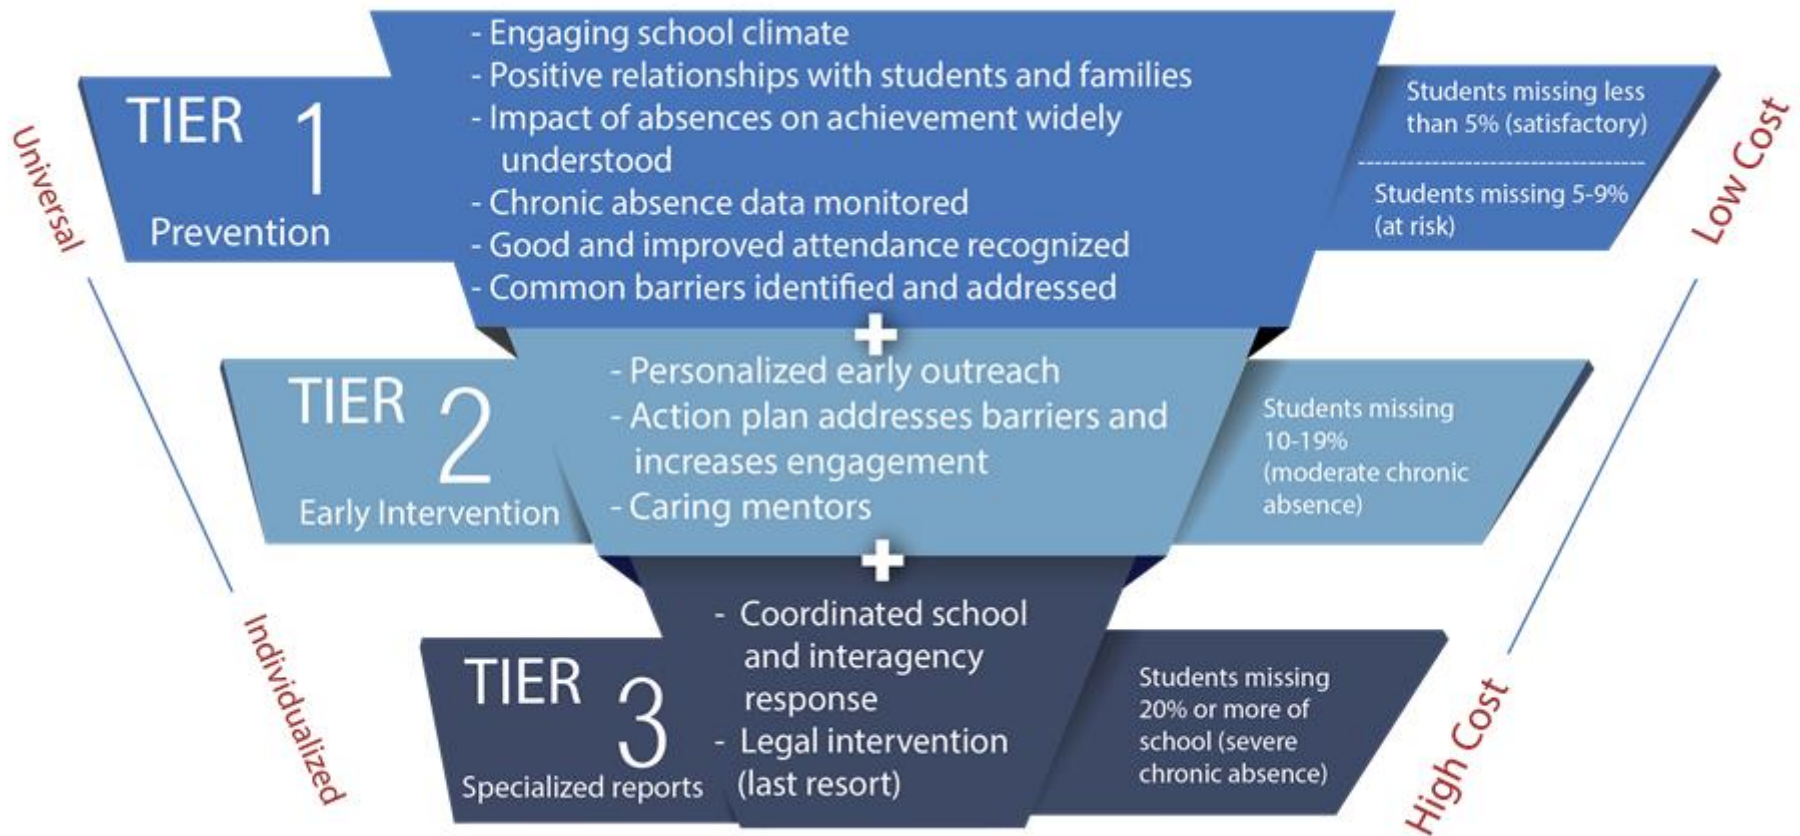 Universal
Individualized
TIER 1
Prevention
- Engaging school climate
- Positive relationships with students and families
- Impact of absences on achievement widely
understood
- Chronic absence data monitored
- Good and improved attendance recognized
- Common barriers identified and addressed
Students missing less
than 5% (satisfactory)
Students missing 5-9%
(at risk)
+
TIER 2
Early Intervention
- Personalized early outreach
- Action plan addresses barriers and
increases engagement
- Caring mentors
Students missing
10-19%
(moderate chronic
absence)
+
TIER 3
Specialized reports
- Coordinated school
and interagency
response
- Legal intervention
(last resort)
Students missing
20% or more of
school (severe
chronic absence)
Low Cost
High Cost